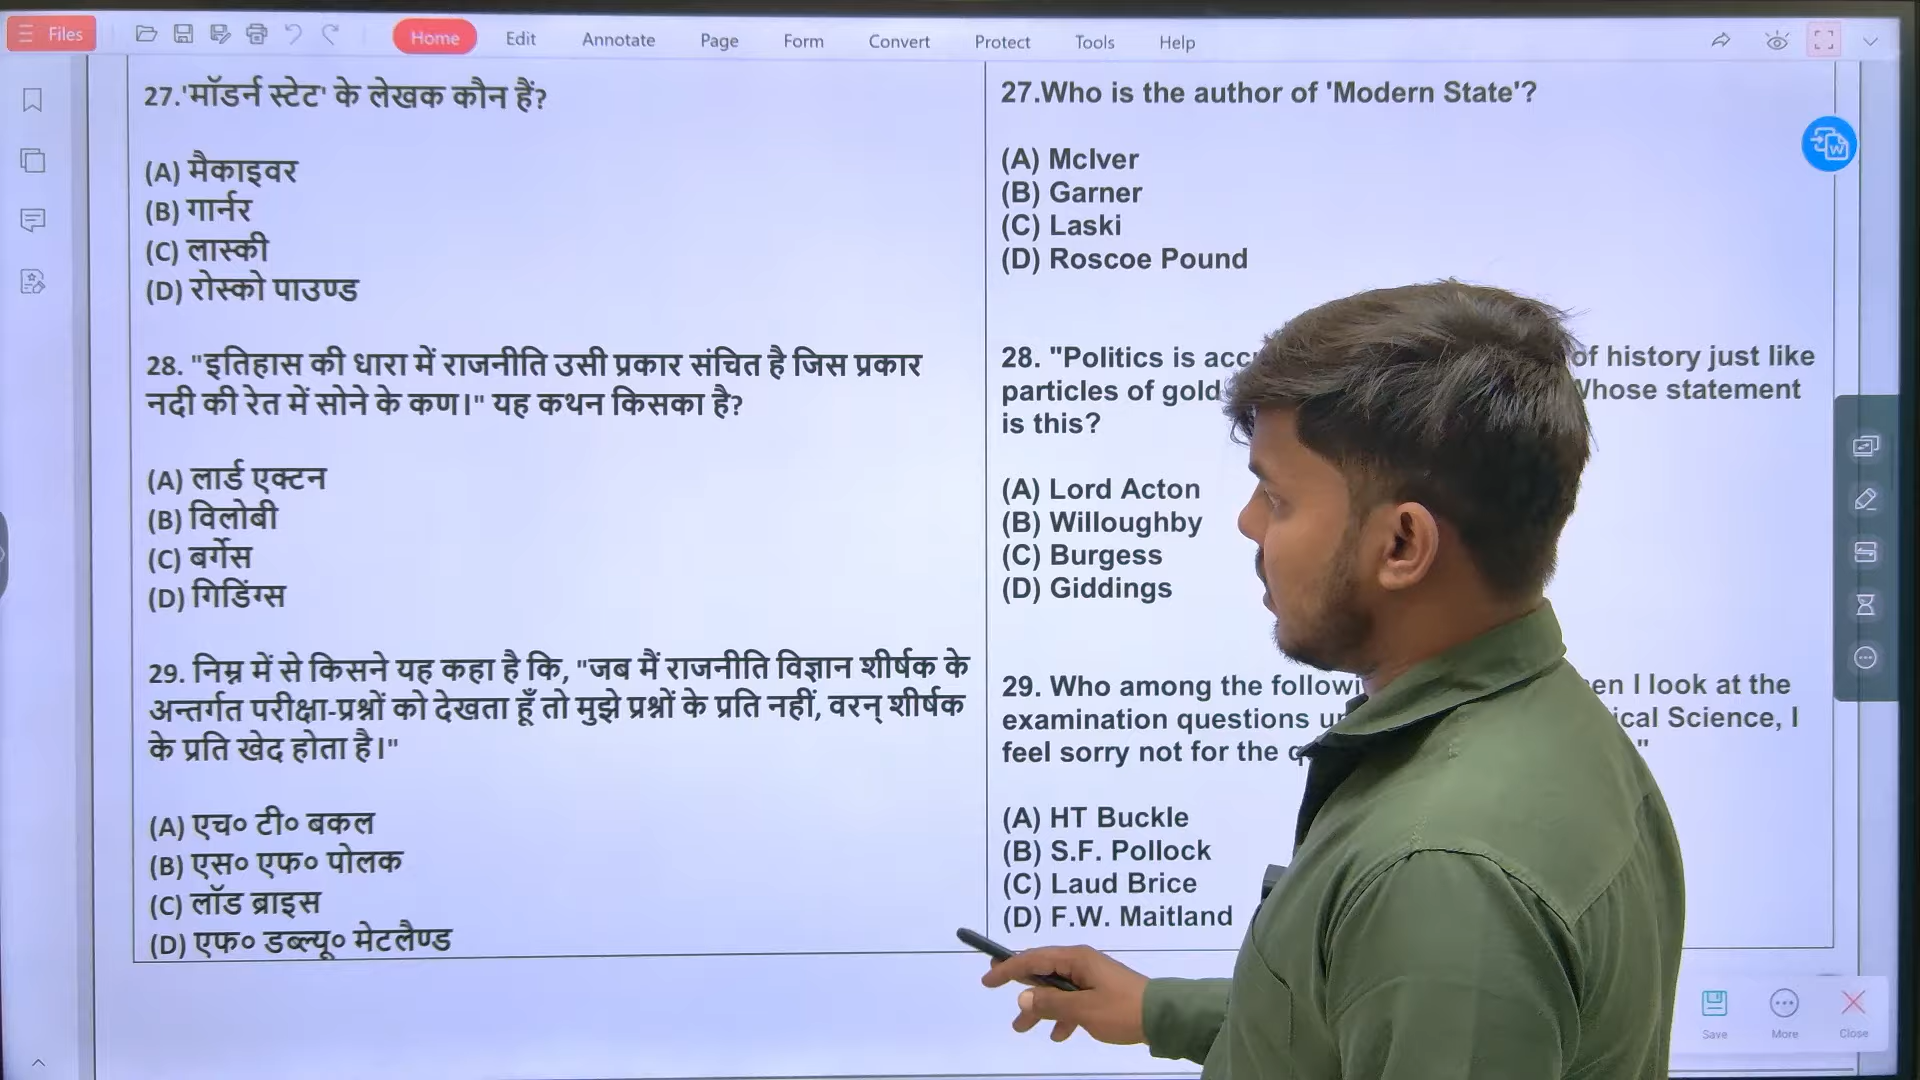 Files
Home Edit Annotate Page Form Convert Protect Tools Help
27.'मॉडर्न स्टेट' के लेखक कौन हैं?
(A) मैकाइवर
(B) गार्नर
(C) लास्की
(D) रोस्को पाउण्ड
28. "इतिहास की धारा में राजनीति उसी प्रकार संचित है जिस प्रकार
नदी की रेत में सोने के कण।" यह कथन किसका है?
(A) लार्ड एक्टन
(B) विलोबी
(C) बर्गेस
(D) गिडिंग्स
29. निम्न में से किसने यह कहा है कि, "जब मैं राजनीति विज्ञान शीर्षक के
अन्तर्गत परीक्षा-प्रश्नों को देखता हूँ तो मुझे प्रश्नों के प्रति नहीं, वरन् शीर्षक
के प्रति खेद होता है।"
(A) एच० टी० बकल
(B) एस० एफ० पोलक
(C) लॉड ब्राइस
(D) एफ० डब्ल्यू० मेटलैण्ड
27.Who is the author of 'Modern State'?
(A) McIver
(B) Garner
(C) Laski
(D) Roscoe Pound
28. "Politics is of history just like
particles of gold statement
is this?
(A) Lord Acton
(B) Willoughby
(C) Burgess
(D) Giddings
29. Who among the I look at the
examination questions Science, I
feel sorry not for the "
(A) HT Buckle
(B) S.F. Pollock
(C) Laud Brice
(D) F.W. Maitland
Save More Close